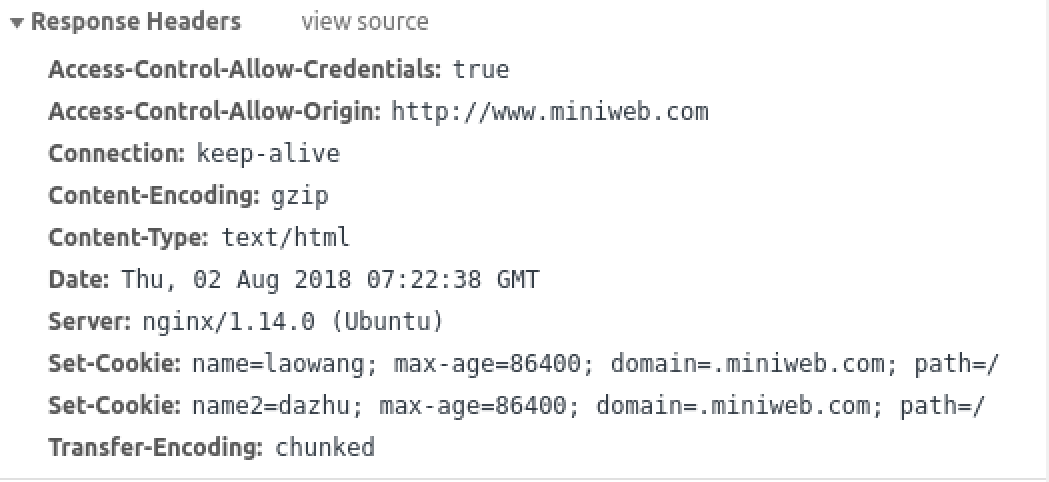 Response Headers view source
Access-Control-Allow-Credentials: true
Access-Control-Allow-Origin: http://www.miniweb.com
Connection: keep-alive
Content-Encoding: gzip
Content-Type: text/html
Date: Thu, 02 Aug 2018 07:22:38 GMT
Server: nginx/1.14.0 (Ubuntu)
Set-Cookie: name=laowang; max-age=86400; domain=.miniweb.com; path=/
Set-Cookie: name2=dazhu; max-age=86400; domain=.miniweb.com; path=/
Transfer-Encoding: chunked